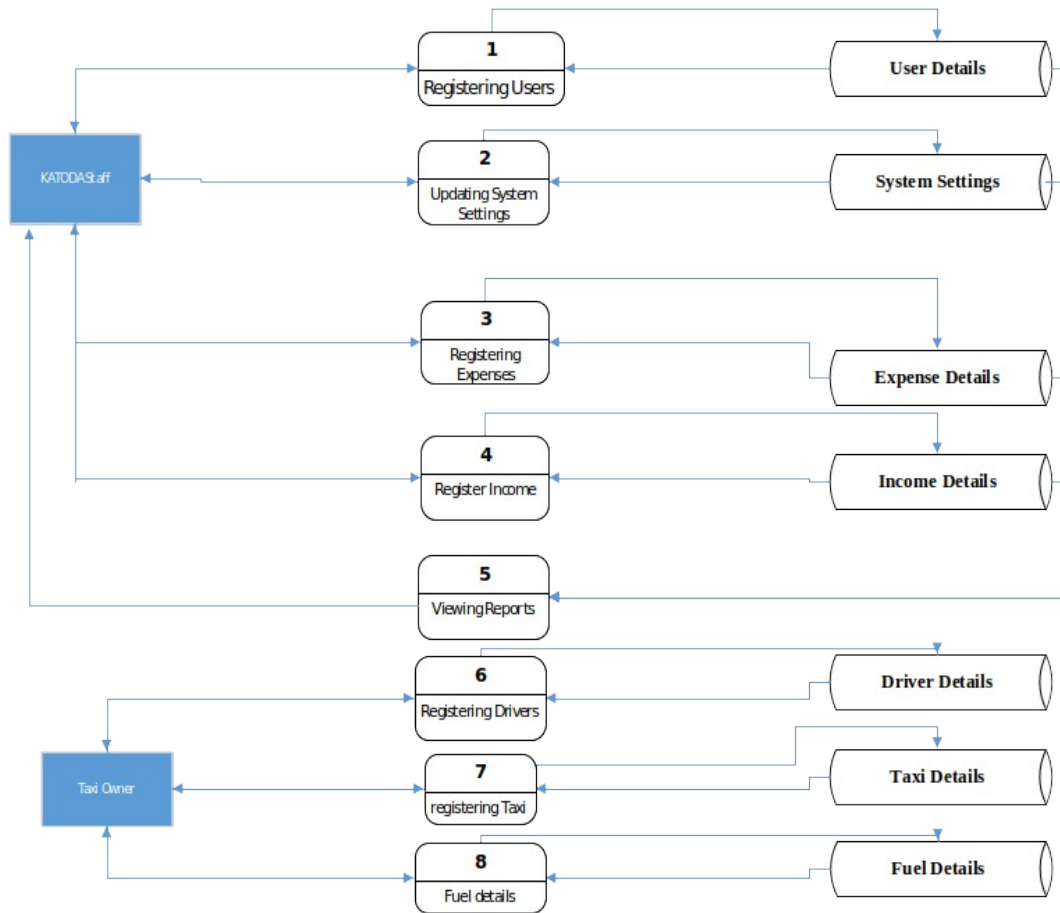 1
Registering Users
User Details
KATODAStaff
2
Updating System
Settings
System Settings
3
Registering
Expenses
Expense Details
4
Register Income
Income Details
5
Viewing Reports
6
Registering Drivers
Driver Details
Taxi Owner
7
registering Taxi
Taxi Details
8
Fuel details
Fuel Details